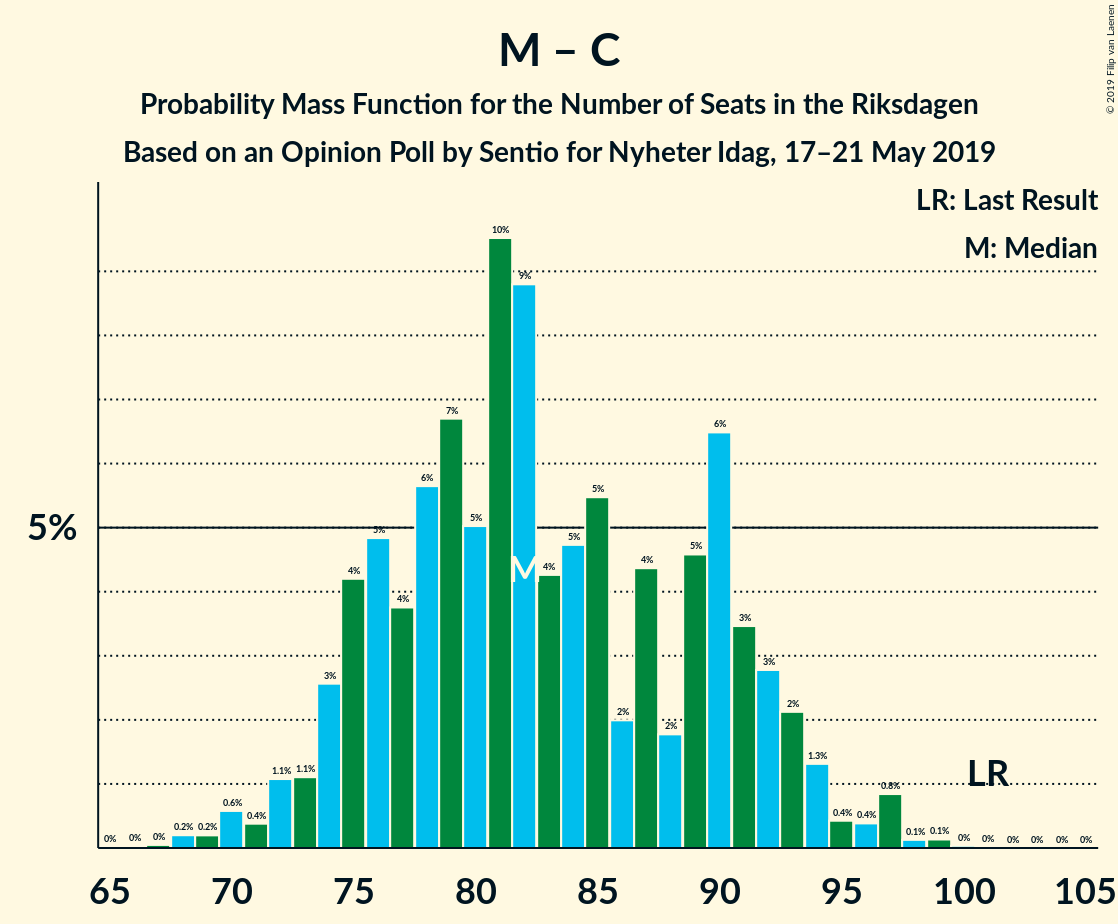 M – C
Probability Mass Function for the Number of Seats in the Riksdagen
Based on an Opinion Poll by Sentio for Nyheter Idag, 17–21 May 2019
© 2019 Filip van Laenen
LR: Last Result
M: Median
5%
0% 0% 0% 0.2% 0.2% 0.6% 0.4% 1.1% 1.1% 3% 4% 5% 4% 6% 7% 5% 10% 9% 4% 5% 5% 2% 4% 2% 5% 6% 3% 3% 2% 1.3% 0.4% 0.4% 0.8% 0.1% 0.1% 0% 0% 0% 0% 0% 0%
M
LR
65 70 75 80 85 90 95 100 105